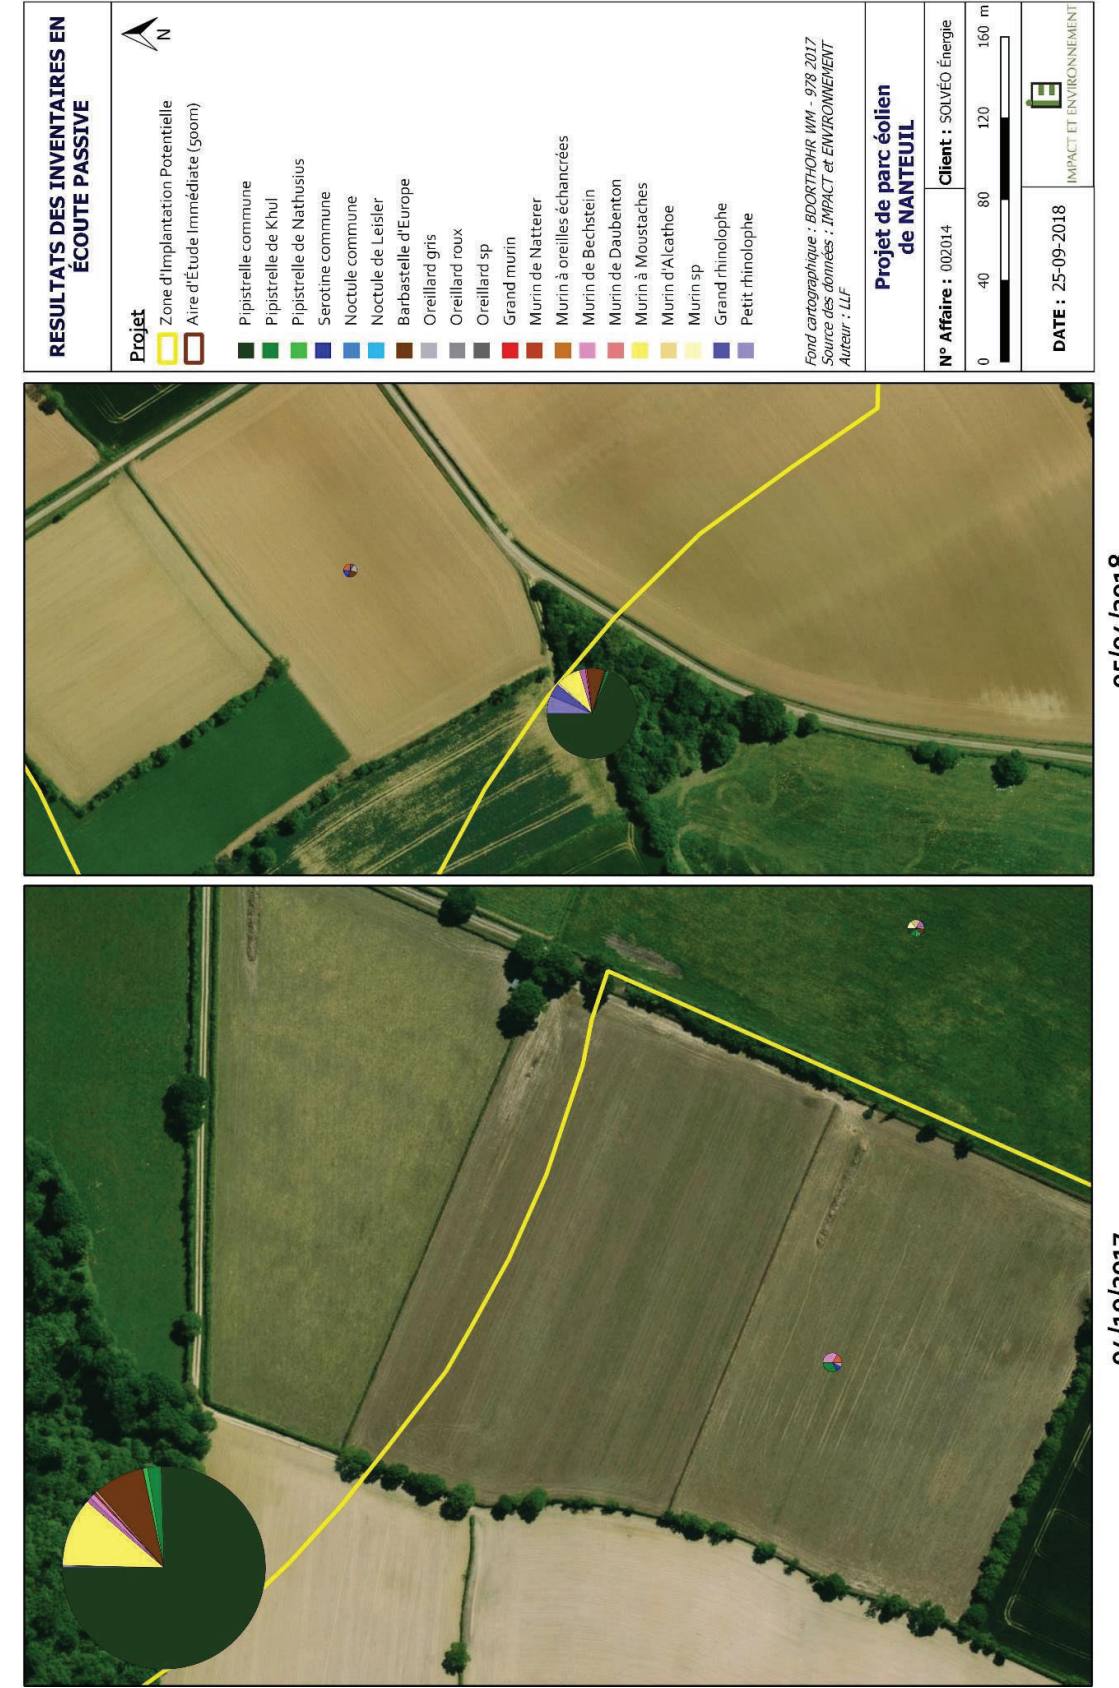 RESULTATS DES INVENTAIRES EN
ÉCOUTE PASSIVE
N
Projet
Zone d'Implantation Potentielle
Aire d'Étude Immédiate (500m)
Pipistrelle commune
Pipistrelle de Khul
Pipistrelle de Nathusius
Serotine commune
Noctule commune
Noctule de Leisler
Barbastelle d'Europe
Oreillard gris
Oreillard roux
Oreillard sp
Grand murin
Murin de Natterer
Murin à oreilles échancrées
Murin de Bechstein
Murin de Daubenton
Murin à Moustaches
Murin d'Alcathoe
Murin sp
Grand rhinolophe
Petit rhinolophe
Fond cartographique : BDORTHOHR WM - 978 2017
Source des données : IMPACT et ENVIRONNEMENT
Auteur : LLF
Projet de parc éolien
de NANTEUIL
N° Affaire : 002014
Client : SOLVÉO Énergie
0 40 80 120 160 m
DATE : 25-09-2018
IE
IMPACT ET ENVIRONNEMENT